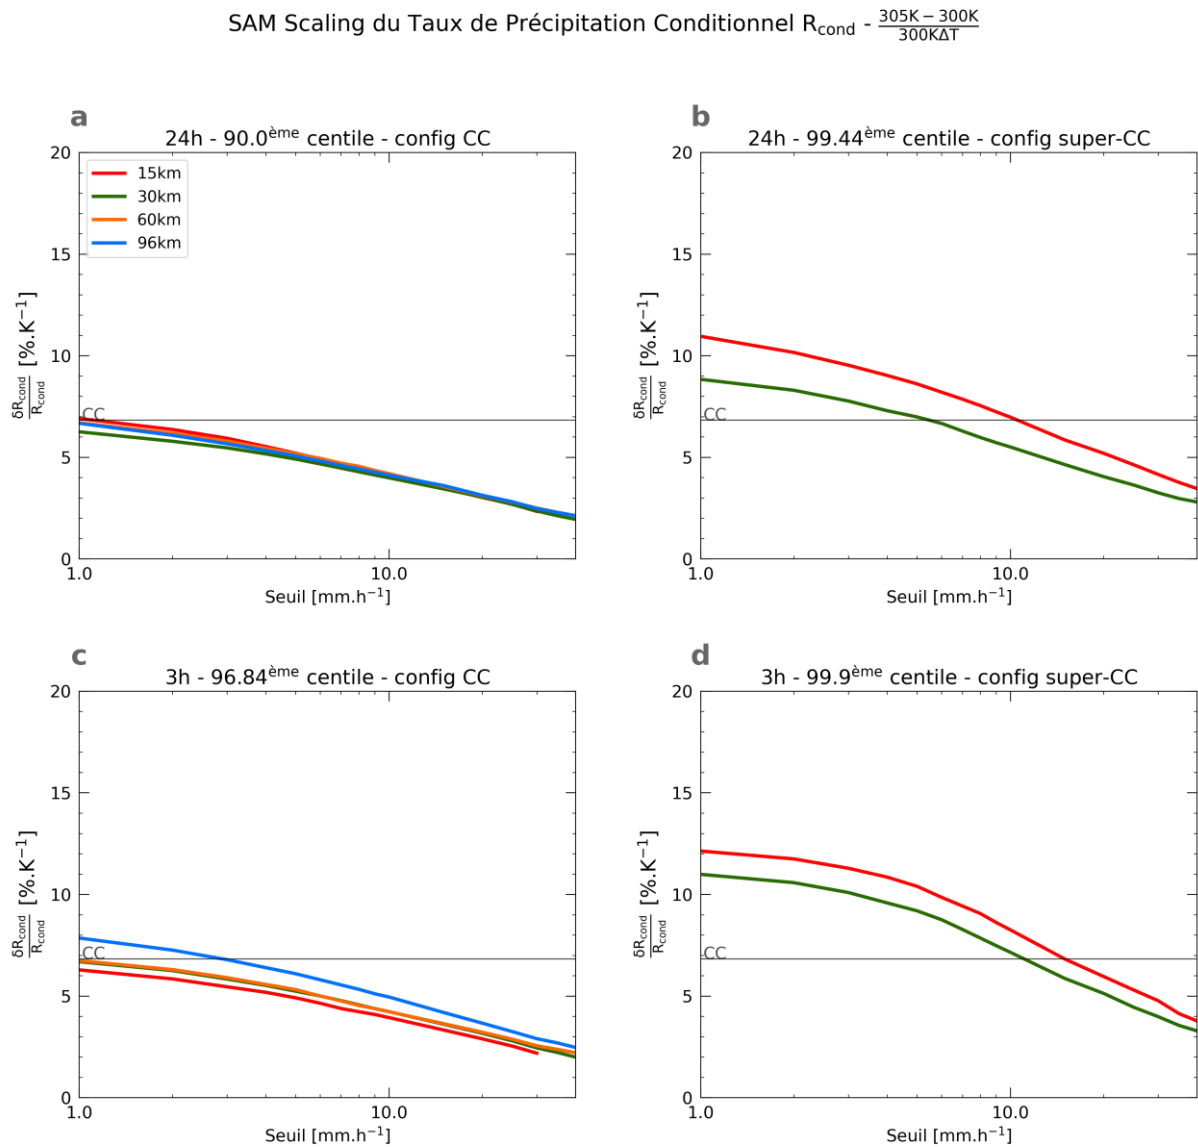 SAM Scaling du Taux de Précipitation Conditionnel R_cond - 305K − 300K / 300KΔT
a
24h - 90.0ème centile - config CC
20
15
10
5
0
15km
30km
60km
96km
CC
δR_cond / R_cond [%.K⁻¹]
1.0 10.0
Seuil [mm.h⁻¹]
b
24h - 99.44ème centile - config super-CC
20
15
10
5
0
CC
δR_cond / R_cond [%.K⁻¹]
1.0 10.0
Seuil [mm.h⁻¹]
c
3h - 96.84ème centile - config CC
20
15
10
5
0
CC
δR_cond / R_cond [%.K⁻¹]
1.0 10.0
Seuil [mm.h⁻¹]
d
3h - 99.9ème centile - config super-CC
20
15
10
5
0
CC
δR_cond / R_cond [%.K⁻¹]
1.0 10.0
Seuil [mm.h⁻¹]